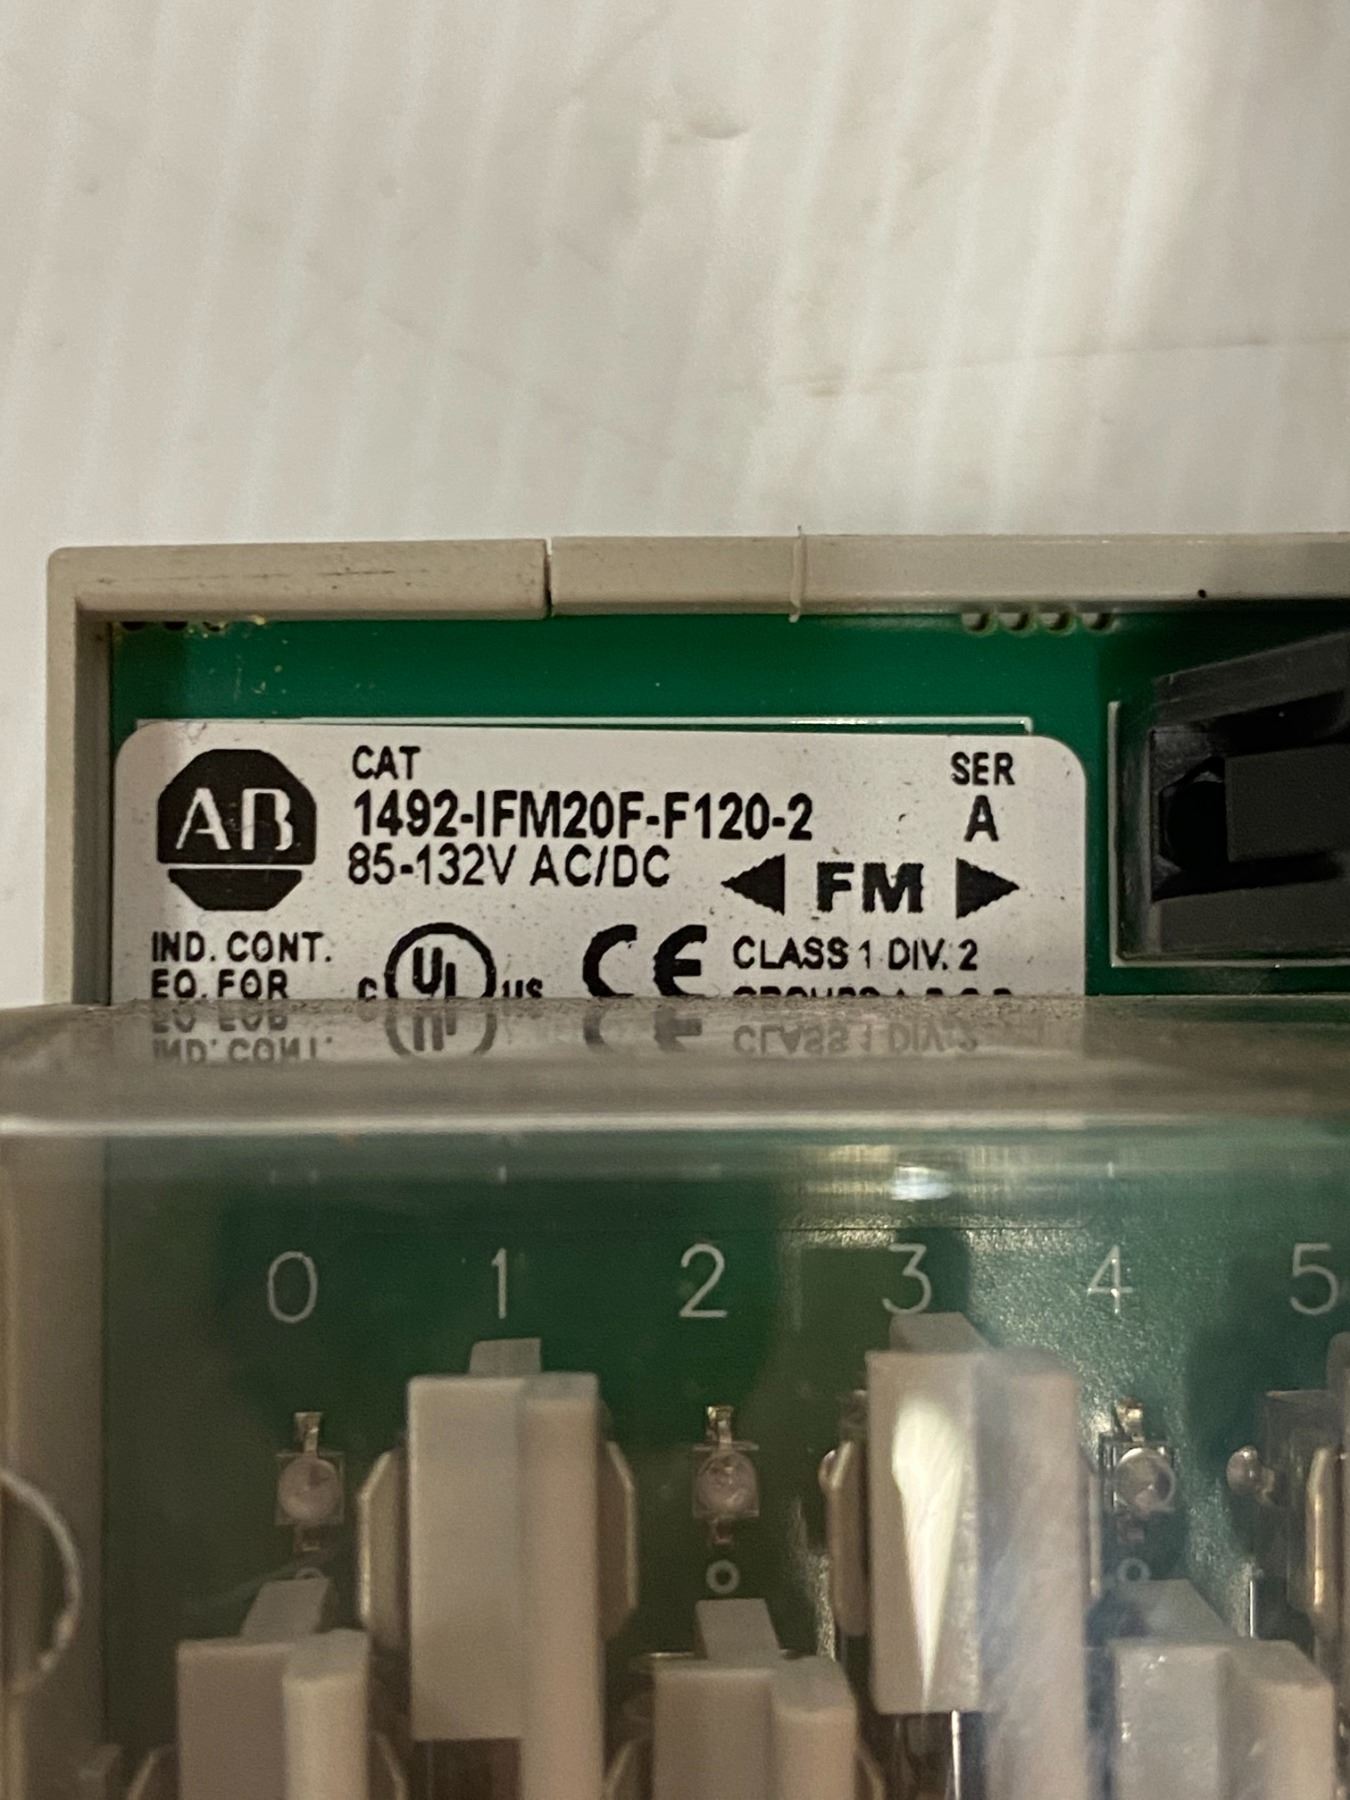 AB
CAT
SER
1492-IFM20F-F120-2
A
85-132V AC/DC
FM
IND. CONT.
EQ. FOR
C UL US
CE
CLASS 1 DIV. 2
GROUPS A B C D
0 1 2 3 4 5